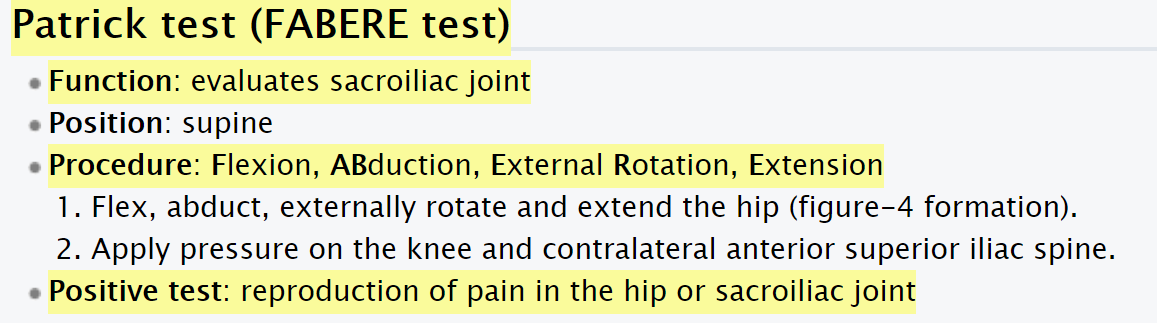 Patrick test (FABERE test)
Function: evaluates sacroiliac joint
Position: supine
Procedure: Flexion, ABduction, External Rotation, Extension
1. Flex, abduct, externally rotate and extend the hip (figure-4 formation).
2. Apply pressure on the knee and contralateral anterior superior iliac spine.
Positive test: reproduction of pain in the hip or sacroiliac joint